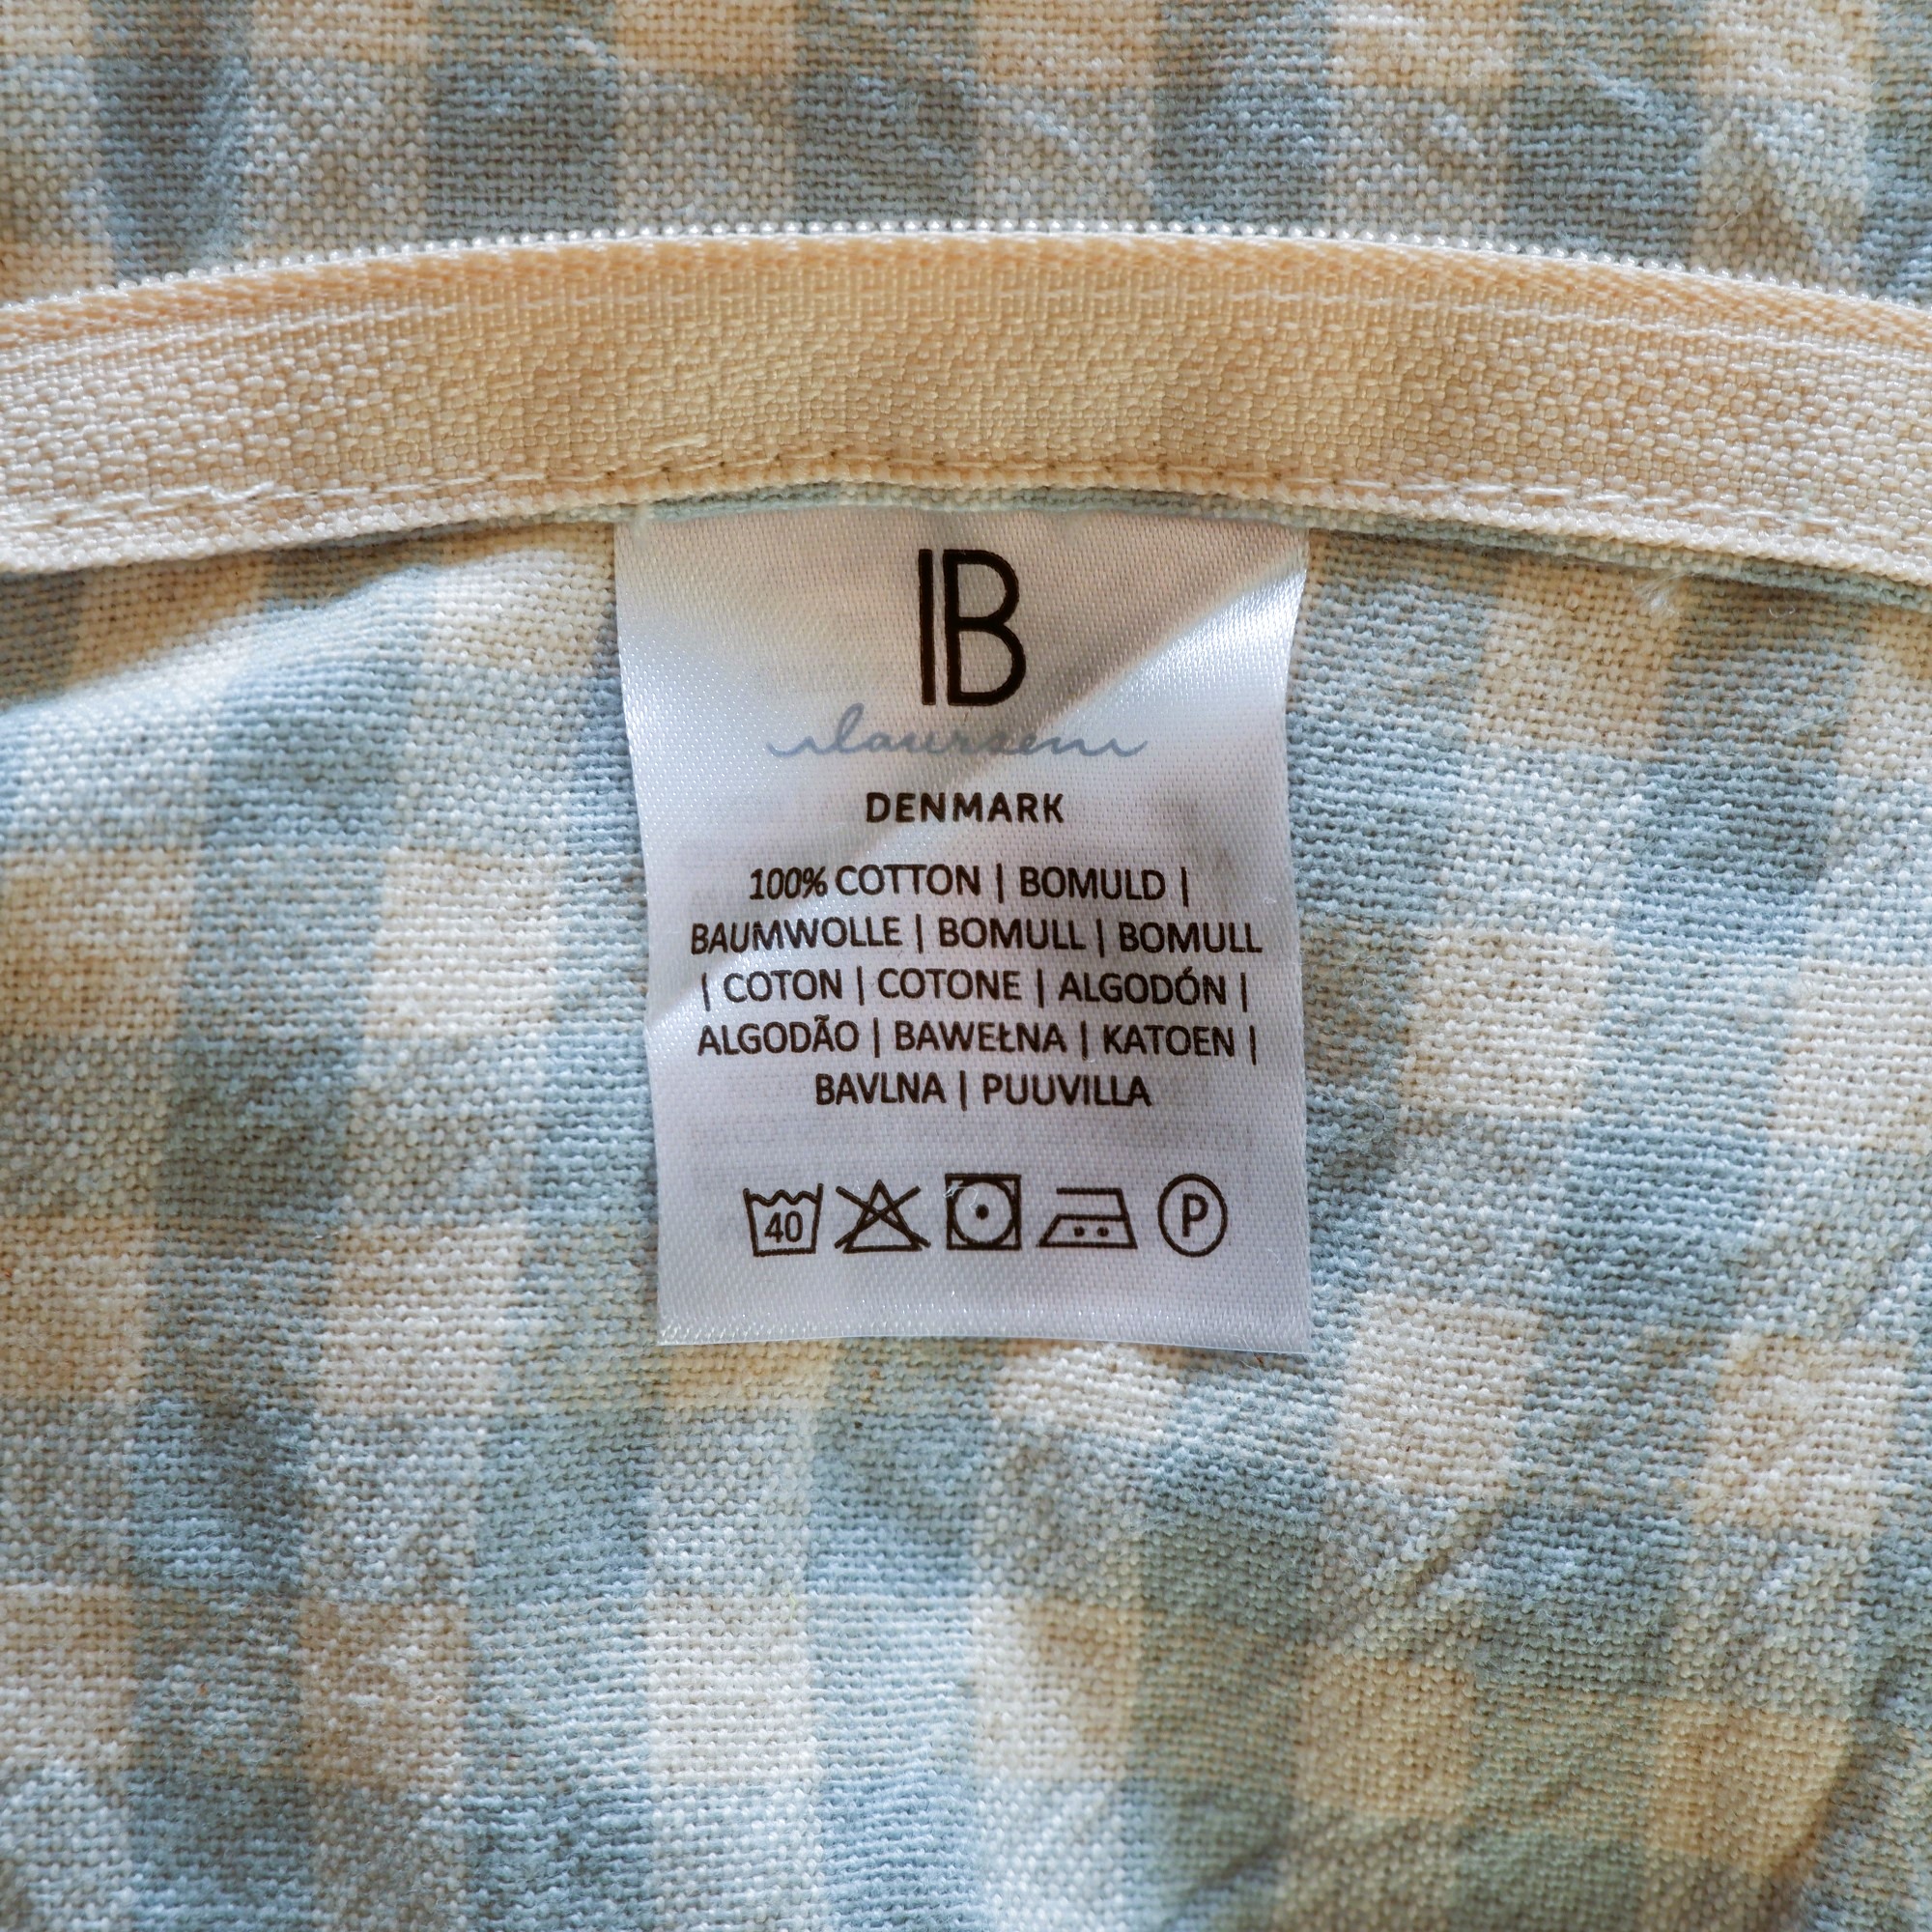 IB
laursen
DENMARK
100% COTTON | BOMULD |
BAUMWOLLE | BOMULL | BOMULL
| COTON | COTONE | ALGODÓN |
ALGODÃO | BAWEŁNA | KATOEN |
BAVLNA | PUUVILLA
40 P